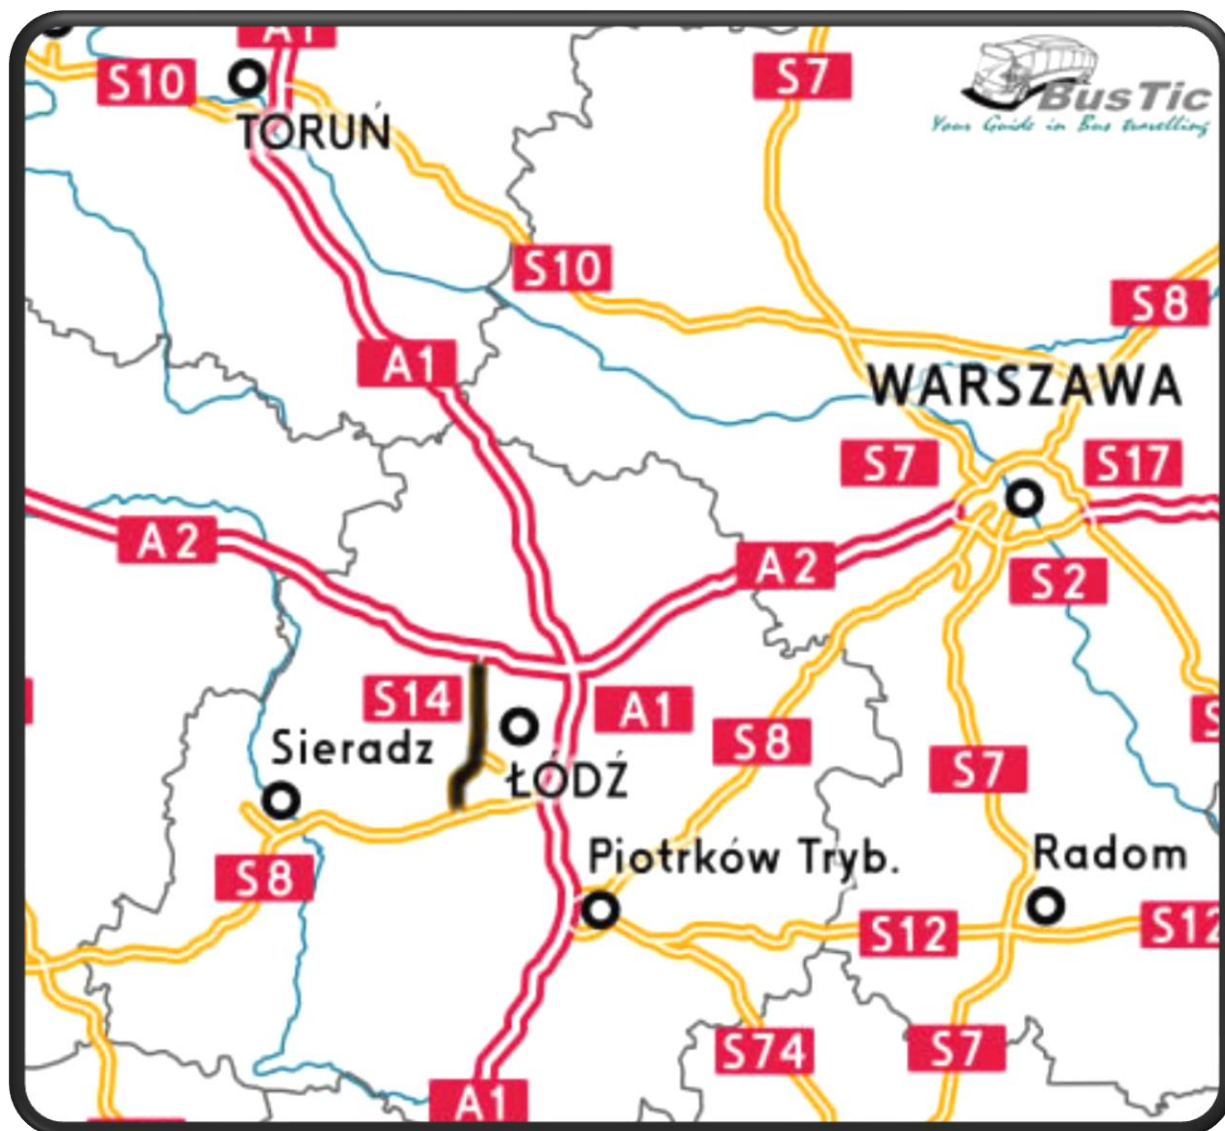 A1
S10
TORUŃ
S7
BusTic
Your Guide in Bus travelling
S10
S8
A1
WARSZAWA
S7
S17
A2
A2
S2
S14
A1
Sieradz
S8
ŁÓDŹ
S7
Piotrków Tryb.
Radom
S8
S12
S12
S74
S7
A1